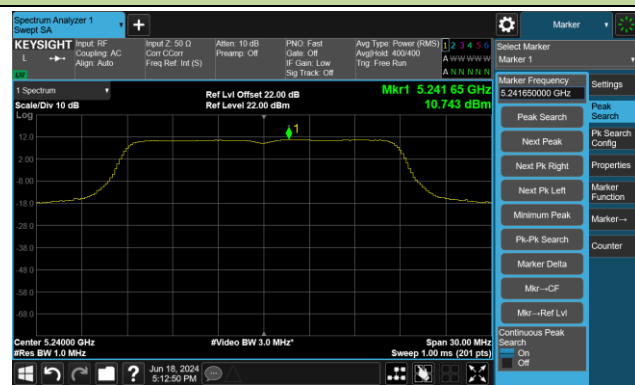 Spectrum Analyzer 1
Swept SA
+
Marker
KEYSIGHT Input: RF Input Z: 50 Ω Atten: 10 dB PNO: Fast Avg Type: Power (RMS) 1 2 3 4 5 6
L Coupling: AC Corr CCorr Preamp: Off Gate: Off Avg|Hold: 400/400 A W W W W W
Align: Auto Freq Ref: Int (S) IF Gain: Low Trig: Free Run
Sig Track: Off A N N N N N
Select Marker
Marker 1
1 Spectrum
Scale/Div 10 dB
Log
Ref Lvl Offset 22.00 dB
Ref Level 22.00 dBm
Mkr1 5.241 65 GHz
10.743 dBm
1
12.0
2.00
-8.00
-18.0
-28.0
-38.0
-48.0
-58.0
-68.0
Center 5.24000 GHz #Video BW 3.0 MHz* Span 30.00 MHz
#Res BW 1.0 MHz Sweep 1.00 ms (201 pts)
Marker Frequency
5.241650000 GHz
Peak Search
Next Peak
Next Pk Right
Next Pk Left
Minimum Peak
Pk-Pk Search
Marker Delta
Mkr→CF
Mkr→Ref Lvl
Continuous Peak
Search
On
Off
Settings
Peak
Search
Pk Search
Config
Properties
Marker
Function
Marker→
Counter
?
Jun 18, 2024
5:12:50 PM